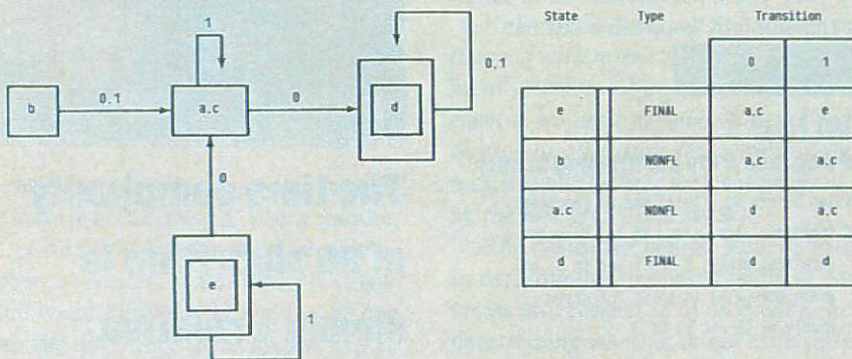 State Type Transition
0 1
e FINAL a,c e
b NONFL a,c a,c
a,c NONFL d a,c
d FINAL d d
1
b 0,1 a,c 0 d 0,1
0
e
1